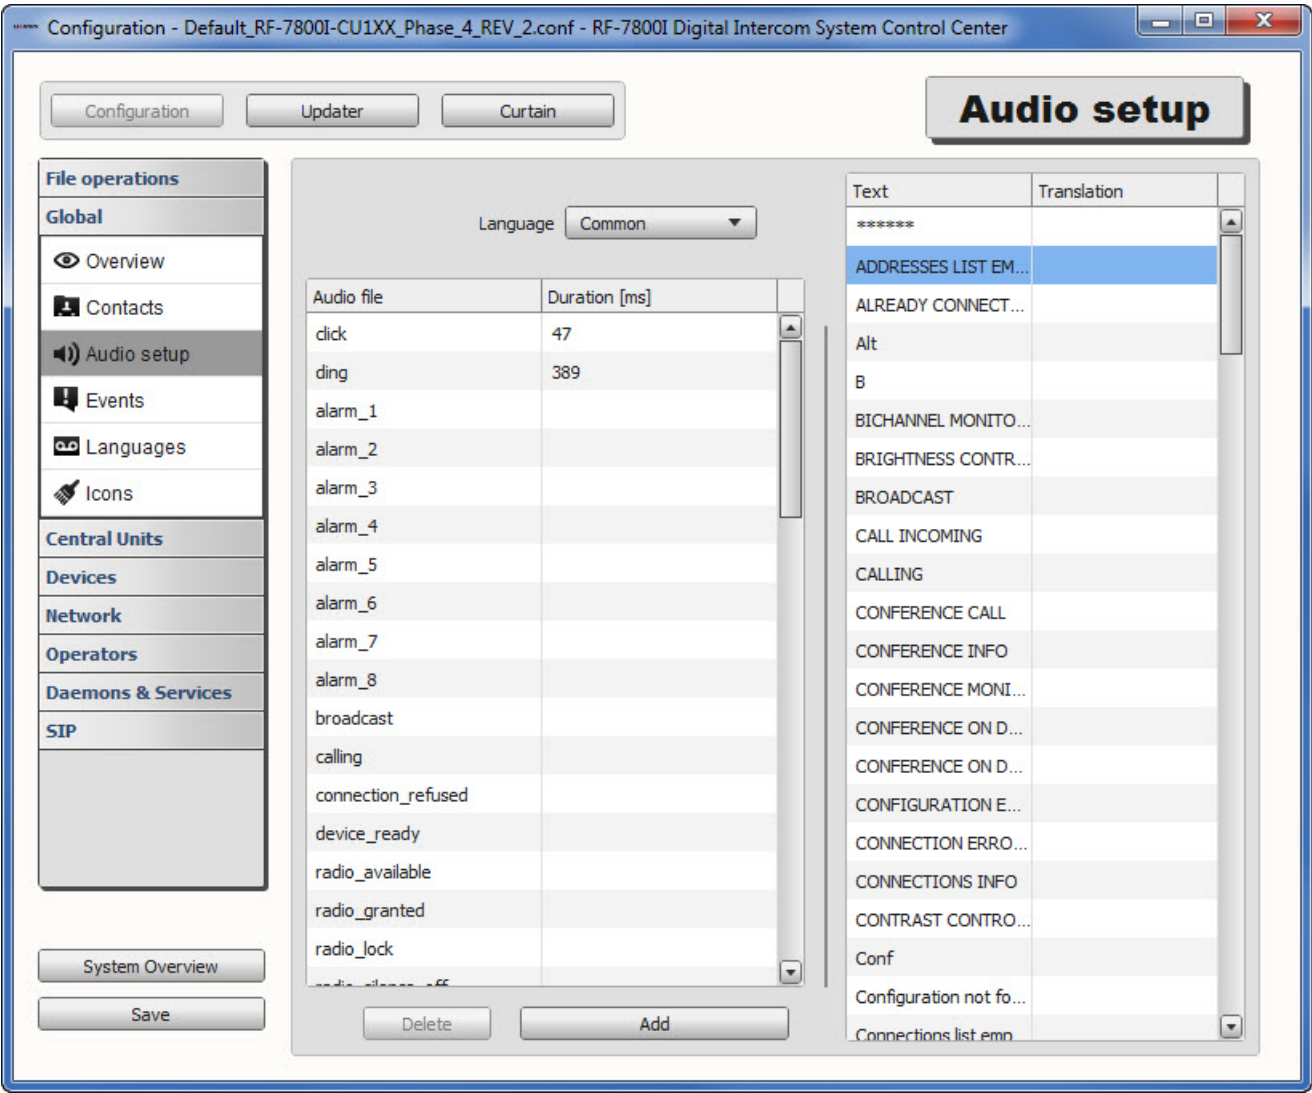 Configuration - Default_RF-7800I-CU1XX_Phase_4_REV_2.conf - RF-7800I Digital Intercom System Control Center
Configuration
Updater
Curtain
Audio setup
File operations
Global
Overview
Contacts
Audio setup
Events
Languages
Icons
Central Units
Devices
Network
Operators
Daemons & Services
SIP
System Overview
Save
Language Common
Audio file Duration [ms]
click 47
ding 389
alarm_1
alarm_2
alarm_3
alarm_4
alarm_5
alarm_6
alarm_7
alarm_8
broadcast
calling
connection_refused
device_ready
radio_available
radio_granted
radio_lock
radio_silence_off
Delete
Add
Text Translation
******
ADDRESSES LIST EM...
ALREADY CONNECT...
Alt
B
BICHANNEL MONITO...
BRIGHTNESS CONTR...
BROADCAST
CALL INCOMING
CALLING
CONFERENCE CALL
CONFERENCE INFO
CONFERENCE MONI...
CONFERENCE ON D...
CONFERENCE ON D...
CONFIGURATION E...
CONNECTION ERRO...
CONNECTIONS INFO
CONTRAST CONTRO...
Conf
Configuration not fo...
Connections list emp